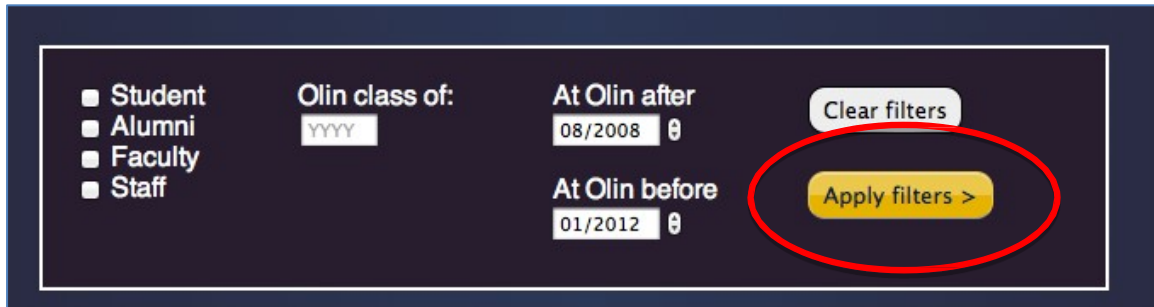 Student
Alumni
Faculty
Staff
Olin class of:
YYYY
At Olin after
08/2008
At Olin before
01/2012
Clear filters
Apply filters >